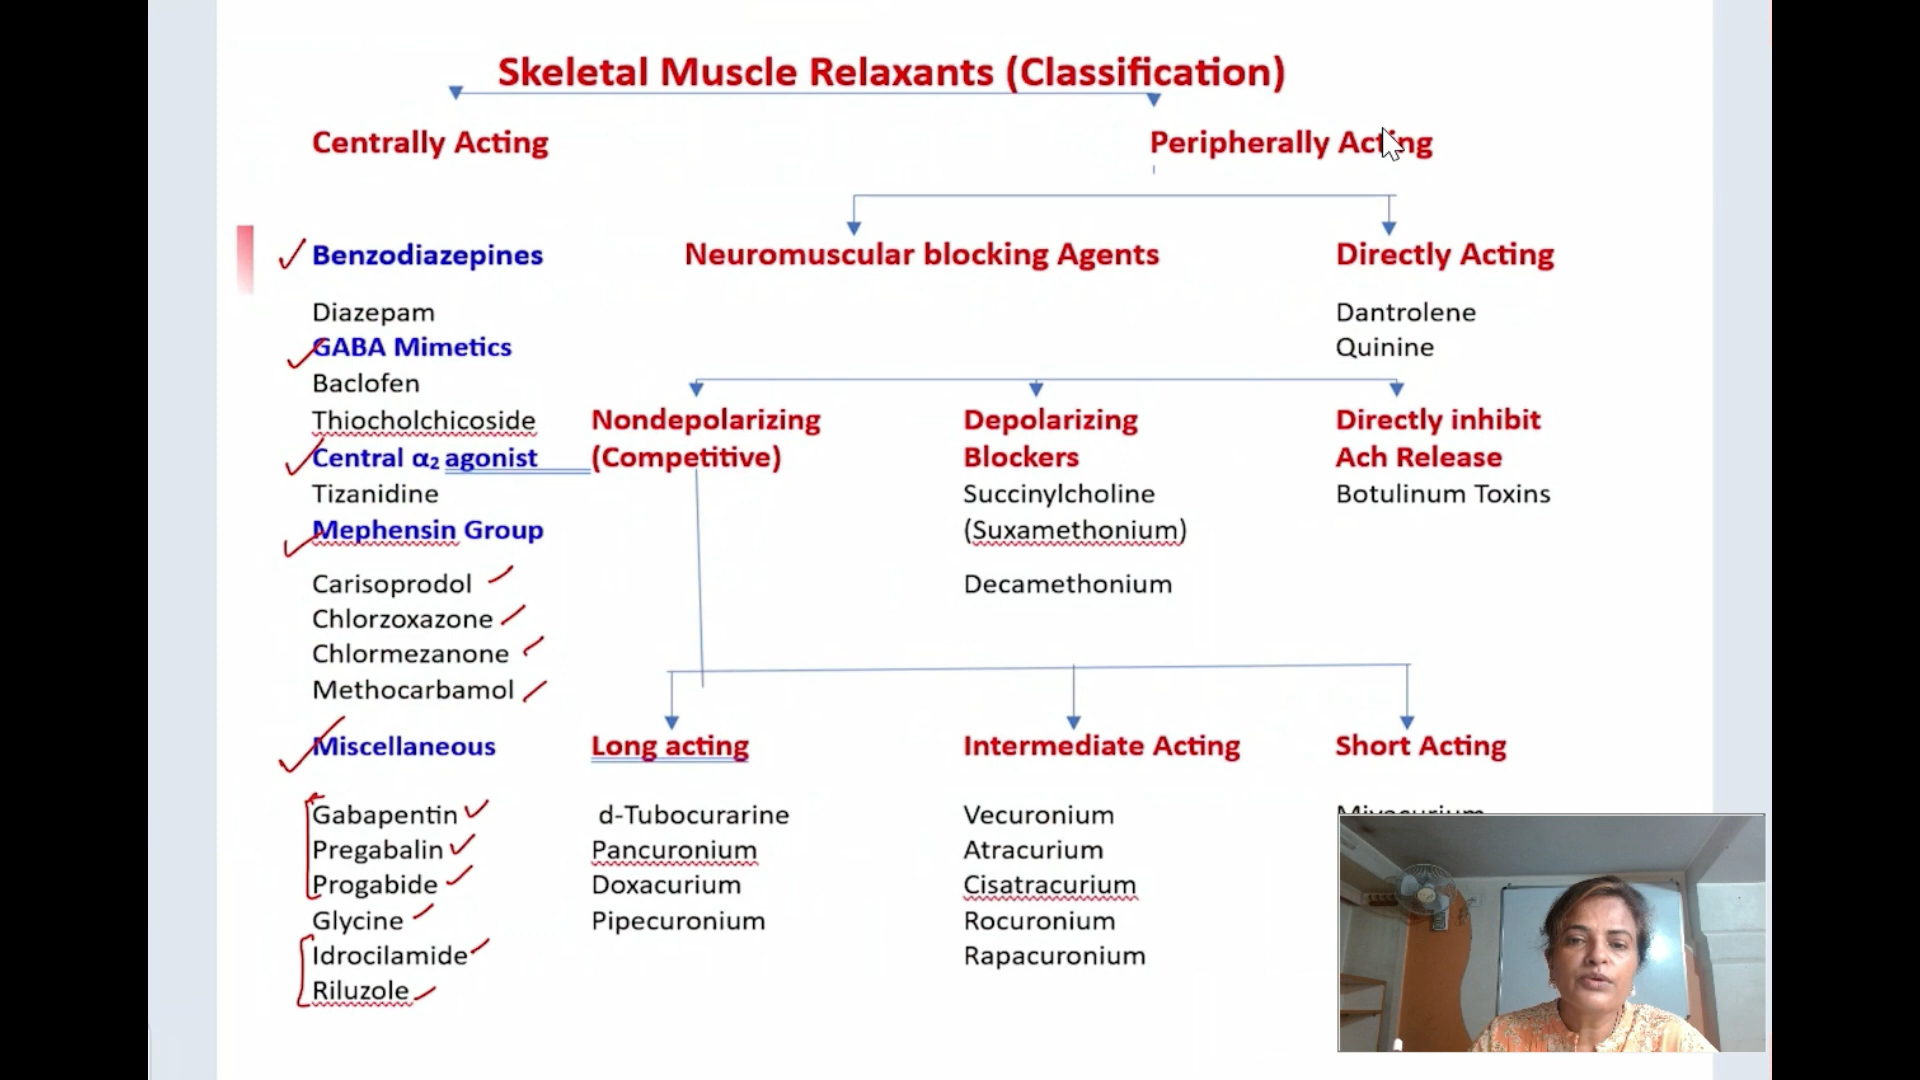 Skeletal Muscle Relaxants (Classification)
Centrally Acting
Peripherally Acting
Benzodiazepines
Diazepam
GABA Mimetics
Baclofen
Thiocholchicoside
Central α₂ agonist
Tizanidine
Mephensin Group
Carisoprodol
Chlorzoxazone
Chlormezanone
Methocarbamol
Miscellaneous
Gabapentin
Pregabalin
Progabide
Glycine
Idrocilamide
Riluzole
Neuromuscular blocking Agents
Directly Acting
Dantrolene
Quinine
Nondepolarizing
(Competitive)
Depolarizing
Blockers
Succinylcholine
(Suxamethonium)
Decamethonium
Directly inhibit
Ach Release
Botulinum Toxins
Long acting
d-Tubocurarine
Pancuronium
Doxacurium
Pipecuronium
Intermediate Acting
Vecuronium
Atracurium
Cisatracurium
Rocuronium
Rapacuronium
Short Acting